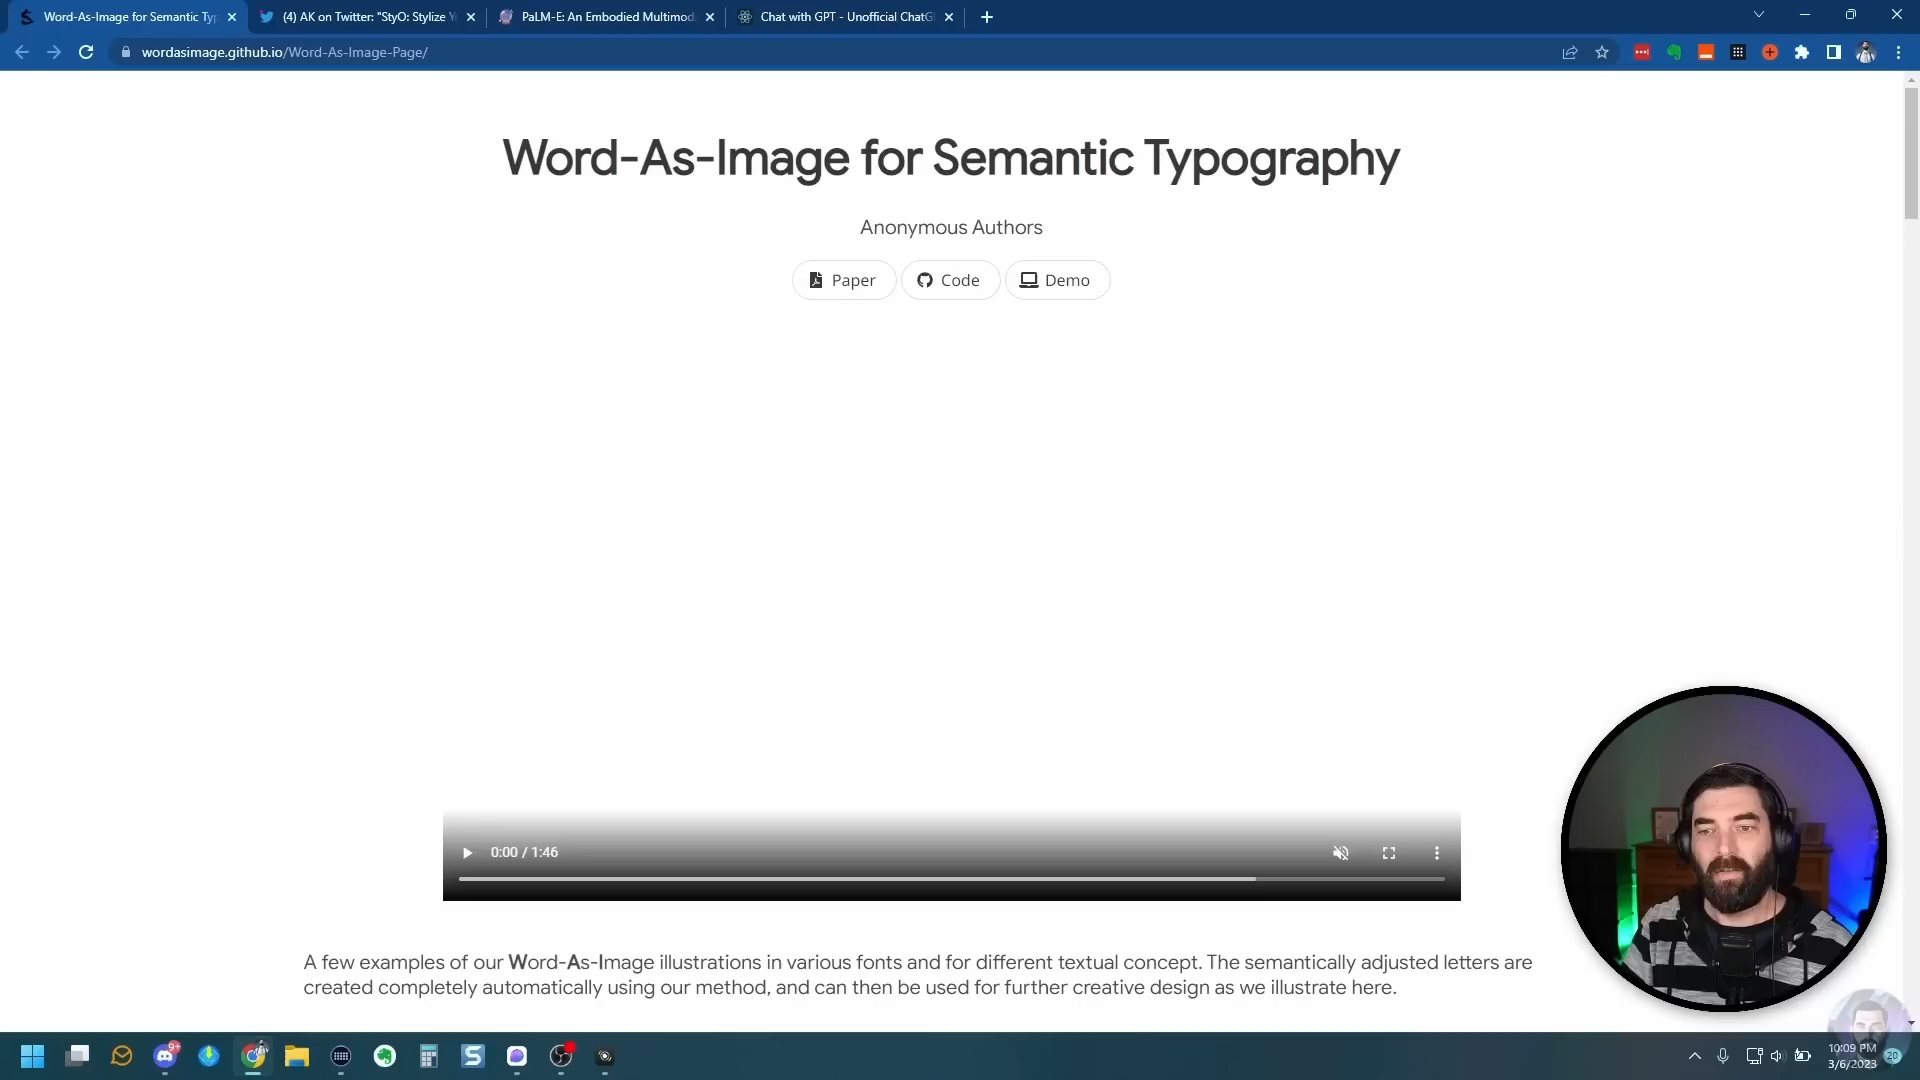 Word-As-Image for Semantic Typ
(4) AK on Twitter: "StyO: Stylize Y
PaLM-E: An Embodied Multimod
Chat with GPT - Unofficial ChatG
wordasimage.github.io/Word-As-Image-Page/
Word-As-Image for Semantic Typography
Anonymous Authors
Paper
Code
Demo
0:00 / 1:46
A few examples of our Word-As-Image illustrations in various fonts and for different textual concept. The semantically adjusted letters are
created completely automatically using our method, and can then be used for further creative design as we illustrate here.
9+
10:09 PM
3/6/2023
20